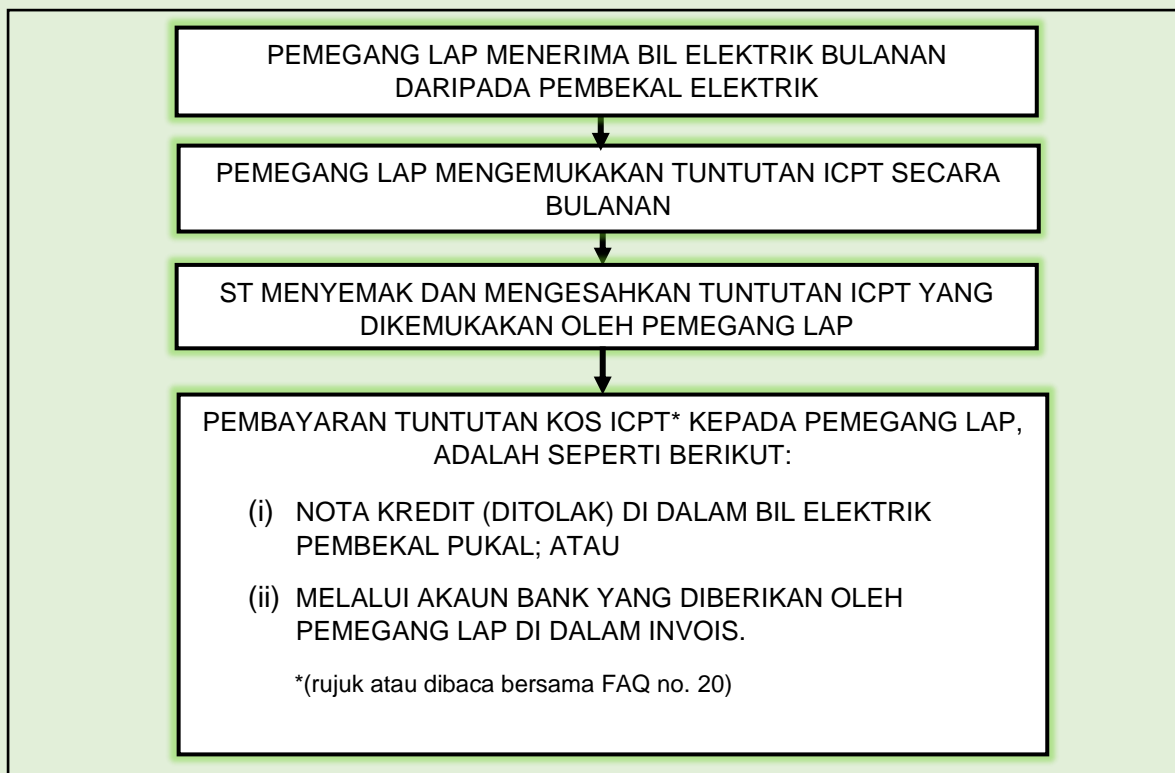 PEMEGANG LAP MENERIMA BIL ELEKTRIK BULANAN
DARIPADA PEMBEKAL ELEKTRIK
PEMEGANG LAP MENGEMUKAKAN TUNTUTAN ICPT SECARA
BULANAN
ST MENYEMAK DAN MENGESAHKAN TUNTUTAN ICPT YANG
DIKEMUKAKAN OLEH PEMEGANG LAP
PEMBAYARAN TUNTUTAN KOS ICPT* KEPADA PEMEGANG LAP,
ADALAH SEPERTI BERIKUT:
(i) NOTA KREDIT (DITOLAK) DI DALAM BIL ELEKTRIK
PEMBEKAL PUKAL; ATAU
(ii) MELALUI AKAUN BANK YANG DIBERIKAN OLEH
PEMEGANG LAP DI DALAM INVOIS.
*(rujuk atau dibaca bersama FAQ no. 20)